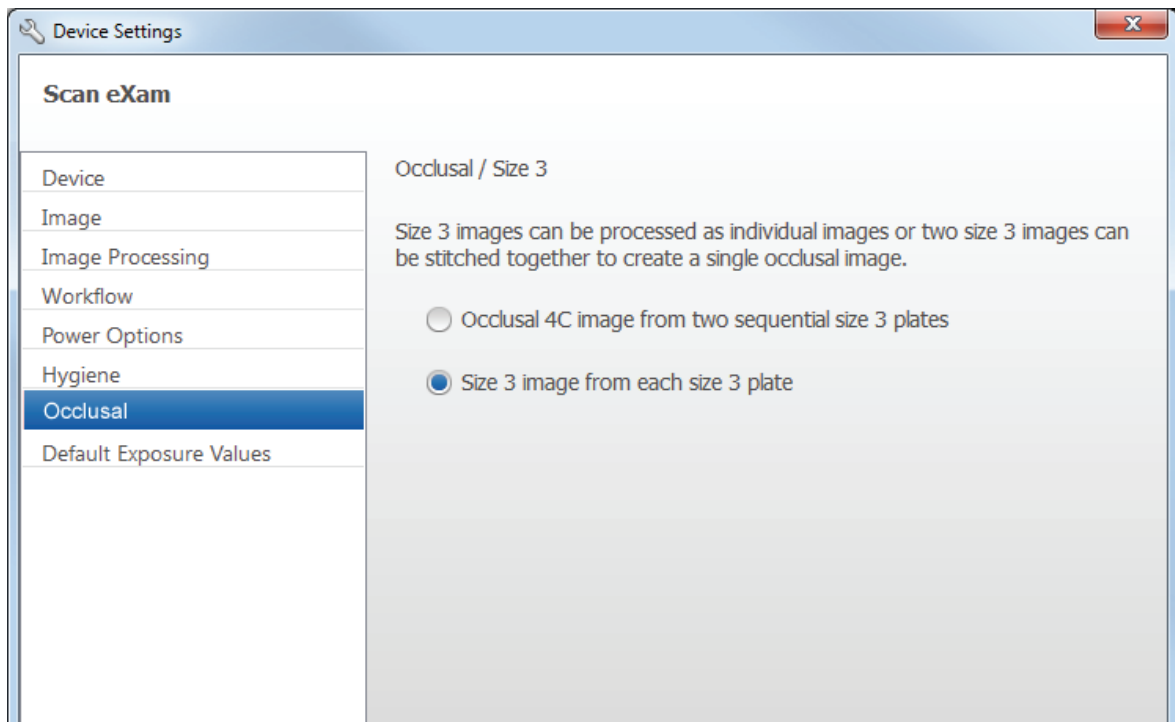 Device Settings
Scan eXam
Device
Image
Image Processing
Workflow
Power Options
Hygiene
Occlusal
Default Exposure Values
Occlusal / Size 3
Size 3 images can be processed as individual images or two size 3 images can
be stitched together to create a single occlusal image.
Occlusal 4C image from two sequential size 3 plates
Size 3 image from each size 3 plate